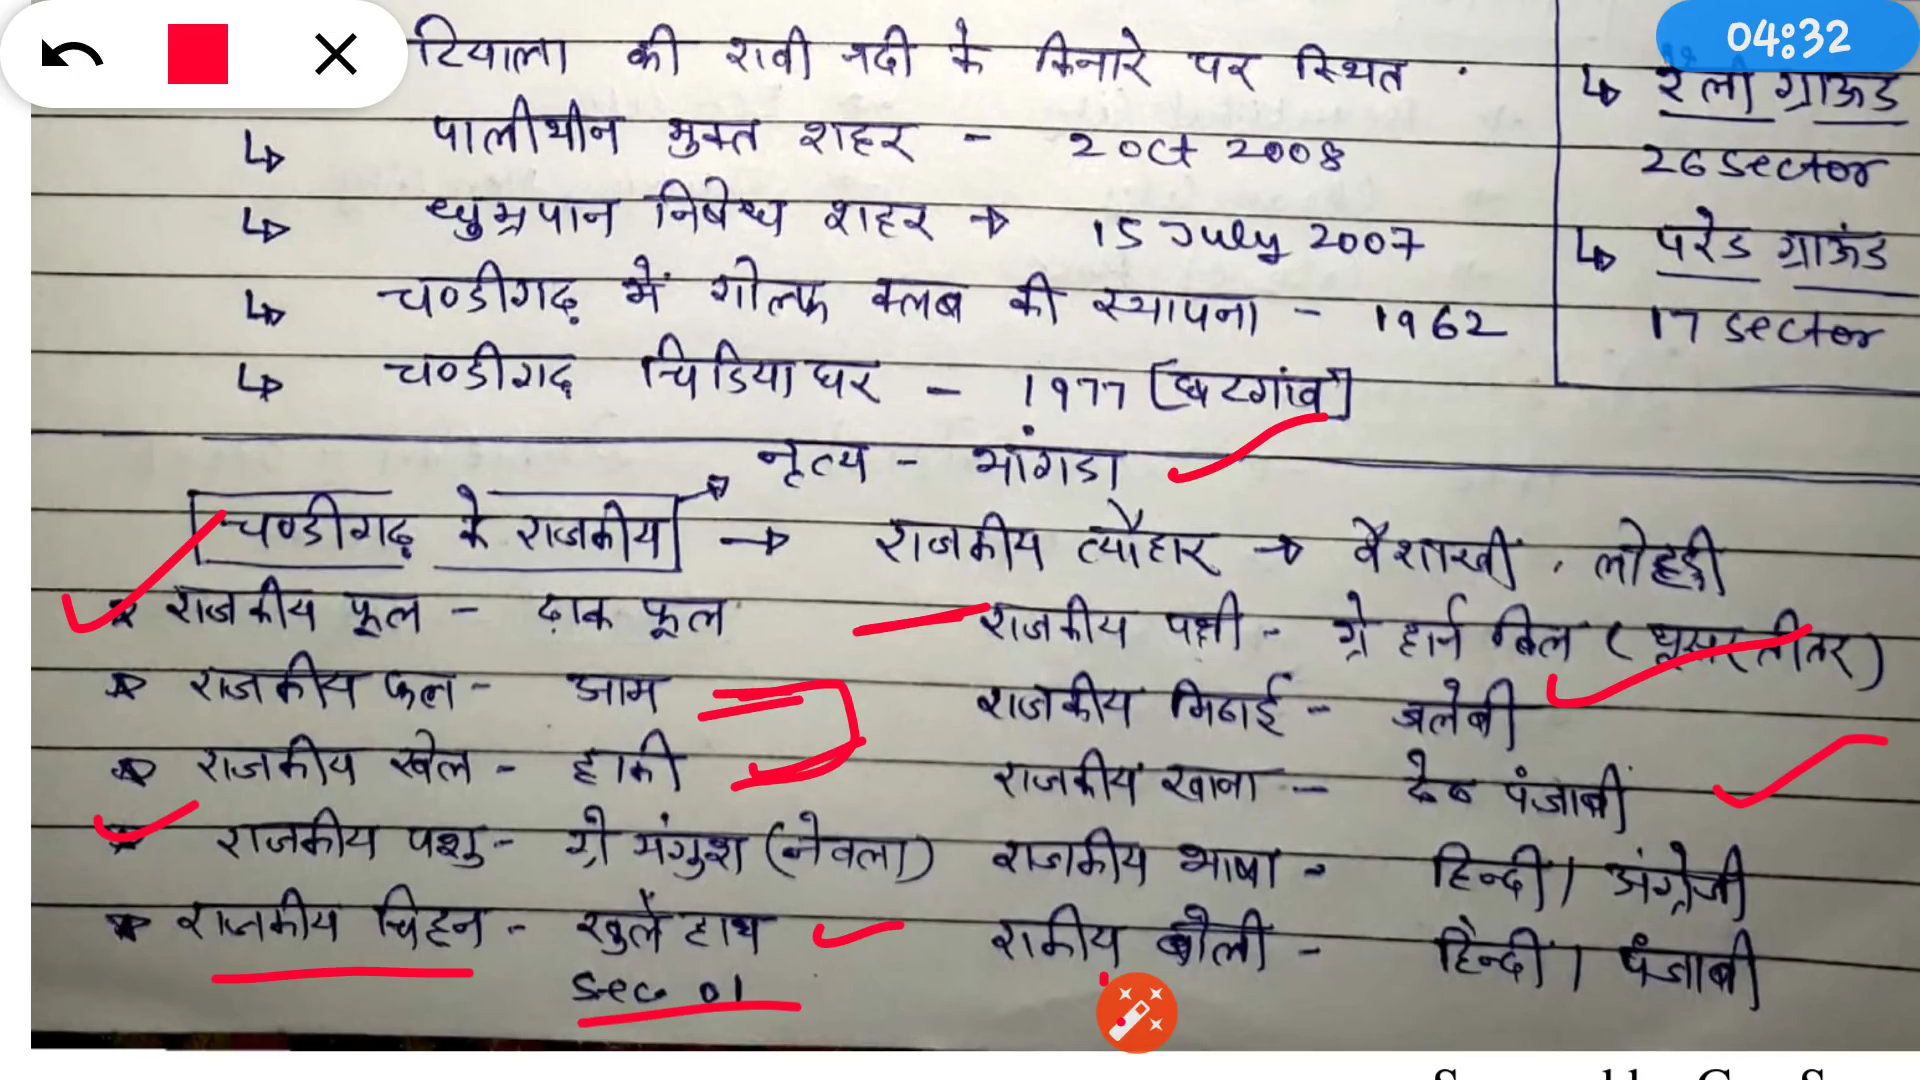 04:32
टियाला की रावी नदी के किनारे पर स्थित .
↳ पालीथीन मुक्त शहर - 2 oct 2008
↳ धुम्रपान निषेध शहर → 15 July 2007
↳ चण्डीगढ़ में गोल्फ क्लब की स्थापना - 1962
↳ चण्डीगढ़ चिडियाघर - 1977 [छटगांव]
↳ रैली ग्राऊंड
26 sector
↳ परेड ग्राऊंड
17 sector
नृत्य - भांगडा
चण्डीगढ़ के राजकीय → राजकीय त्यौहार → वैशाखी , लोहड़ी
राजकीय फूल - ढाक फूल
राजकीय फल - आम
राजकीय खेल - हाकी
राजकीय पशु - ग्रे मंगुश (नेवला)
राजकीय चिहन - खुलें हाथ
Sec 01
राजकीय पक्षी - ग्रे हार्न बिल (धूसर तीतर)
राजकीय मिठाई - जलेबी
राजकीय खाना - पंजाबी
राजकीय भाषा - हिन्दी / अंग्रेजी
राकीय बोली - हिन्दी / पंजाबी